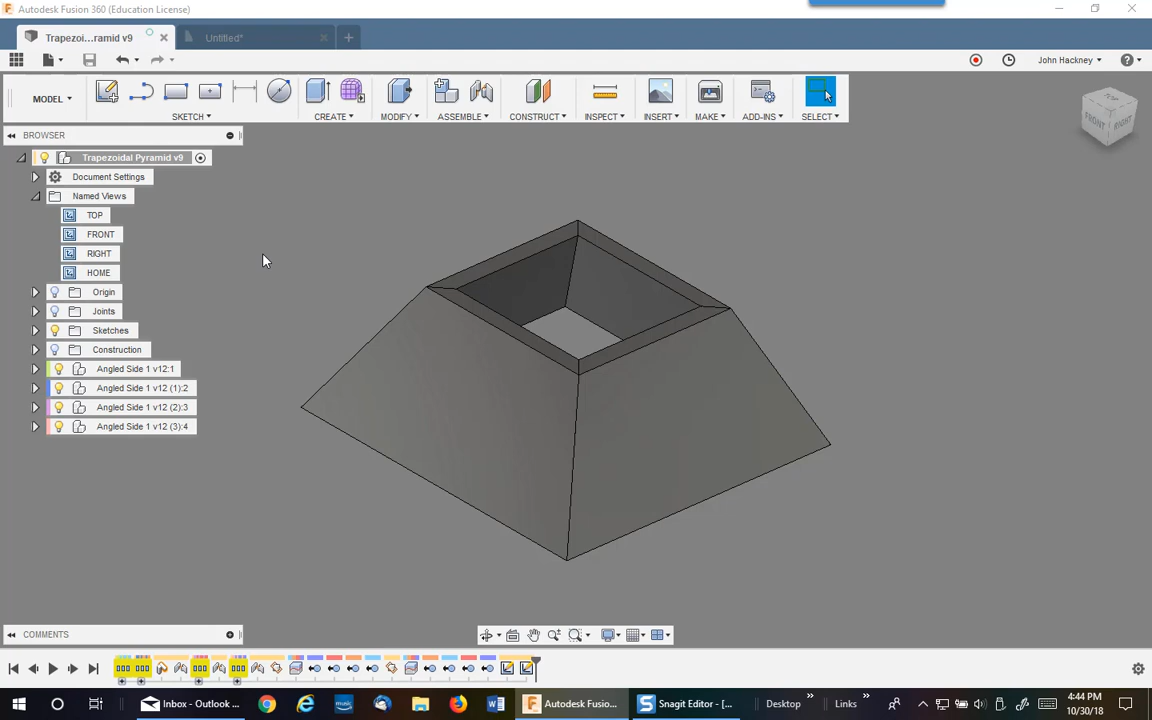 Autodesk Fusion 360 (Education License)
Trapezoi...ramid v9
Untitled*
John Hackney
MODEL
SKETCH
CREATE
MODIFY
ASSEMBLE
CONSTRUCT
INSPECT
INSERT
MAKE
ADD-INS
SELECT
TOP
FRONT
RIGHT
BROWSER
Trapezoidal Pyramid v9
Document Settings
Named Views
TOP
FRONT
RIGHT
HOME
Origin
Joints
Sketches
Construction
Angled Side 1 v12:1
Angled Side 1 v12 (1):2
Angled Side 1 v12 (2):3
Angled Side 1 v12 (3):4
COMMENTS
Inbox - Outlook ...
music
Autodesk Fusio...
Snagit Editor - [...
Desktop
Links
4:44 PM
10/30/18